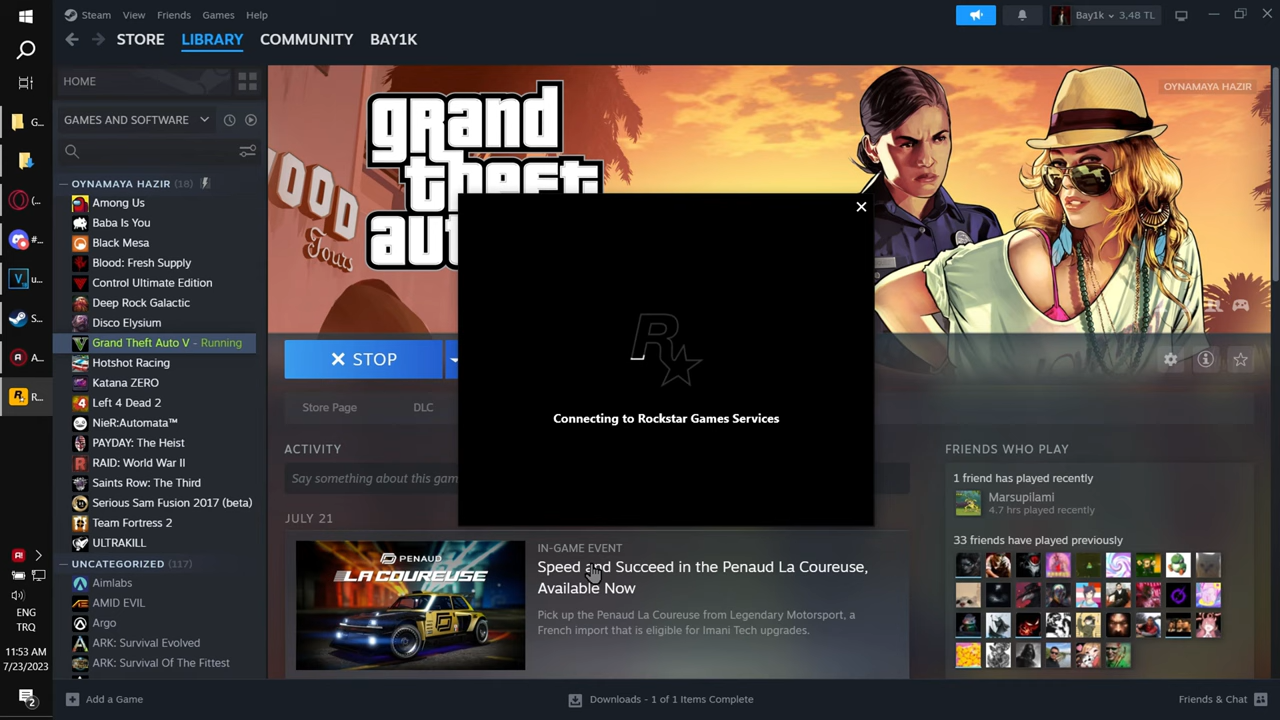 Steam View Friends Games Help
Bay1k 3,48 TL
STORE LIBRARY COMMUNITY BAY1K
HOME
OYNAMAYA HAZIR
grand
theft
auto
GAMES AND SOFTWARE
OYNAMAYA HAZIR (18)
Among Us
Baba Is You
Black Mesa
Blood: Fresh Supply
Control Ultimate Edition
Deep Rock Galactic
Disco Elysium
Grand Theft Auto V - Running
Hotshot Racing
Katana ZERO
Left 4 Dead 2
NieR:Automata™
PAYDAY: The Heist
RAID: World War II
Saints Row: The Third
Serious Sam Fusion 2017 (beta)
Team Fortress 2
ULTRAKILL
UNCATEGORIZED (117)
Aimlabs
AMID EVIL
Argo
ARK: Survival Evolved
ARK: Survival Of The Fittest
Tours
STOP
Store Page DLC
Connecting to Rockstar Games Services
ACTIVITY
Say something about this gam
JULY 21
PENAUD
LA COUREUSE
IN-GAME EVENT
Speed and Succeed in the Penaud La Coureuse,
Available Now
Pick up the Penaud La Coureuse from Legendary Motorsport, a
French import that is eligible for Imani Tech upgrades.
FRIENDS WHO PLAY
1 friend has played recently
Marsupilami
4.7 hrs played recently
33 friends have played previously
G...
(...
#...
u...
S...
A...
R...
ENG
TRQ
11:53 AM
7/23/2023
2
Add a Game
Downloads - 1 of 1 Items Complete
Friends & Chat